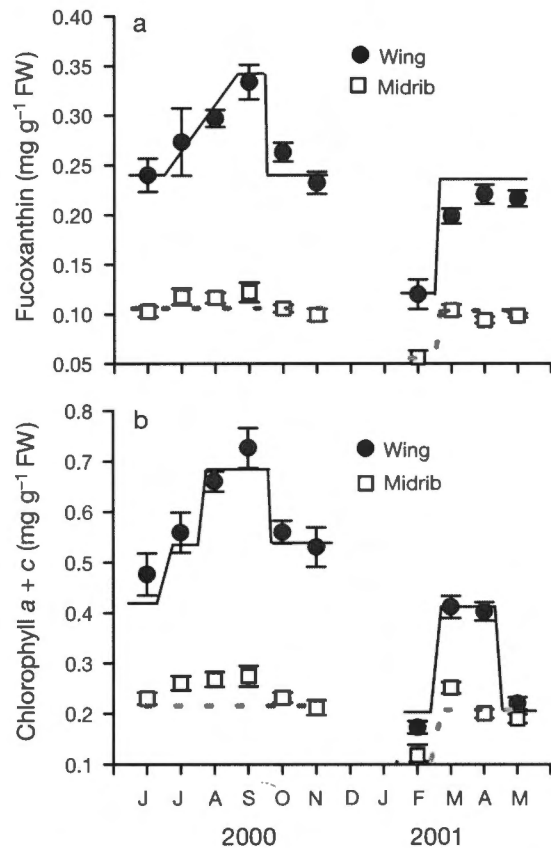 a
Wing
Midrib
Fucoxanthin (mg g⁻¹ FW)
0.40
0.35
0.30
0.25
0.20
0.15
0.10
0.05
b
Wing
Midrib
Chlorophyll a + c (mg g⁻¹ FW)
0.8
0.7
0.6
0.5
0.4
0.3
0.2
0.1
J J A S O N D J F M A M
2000 2001